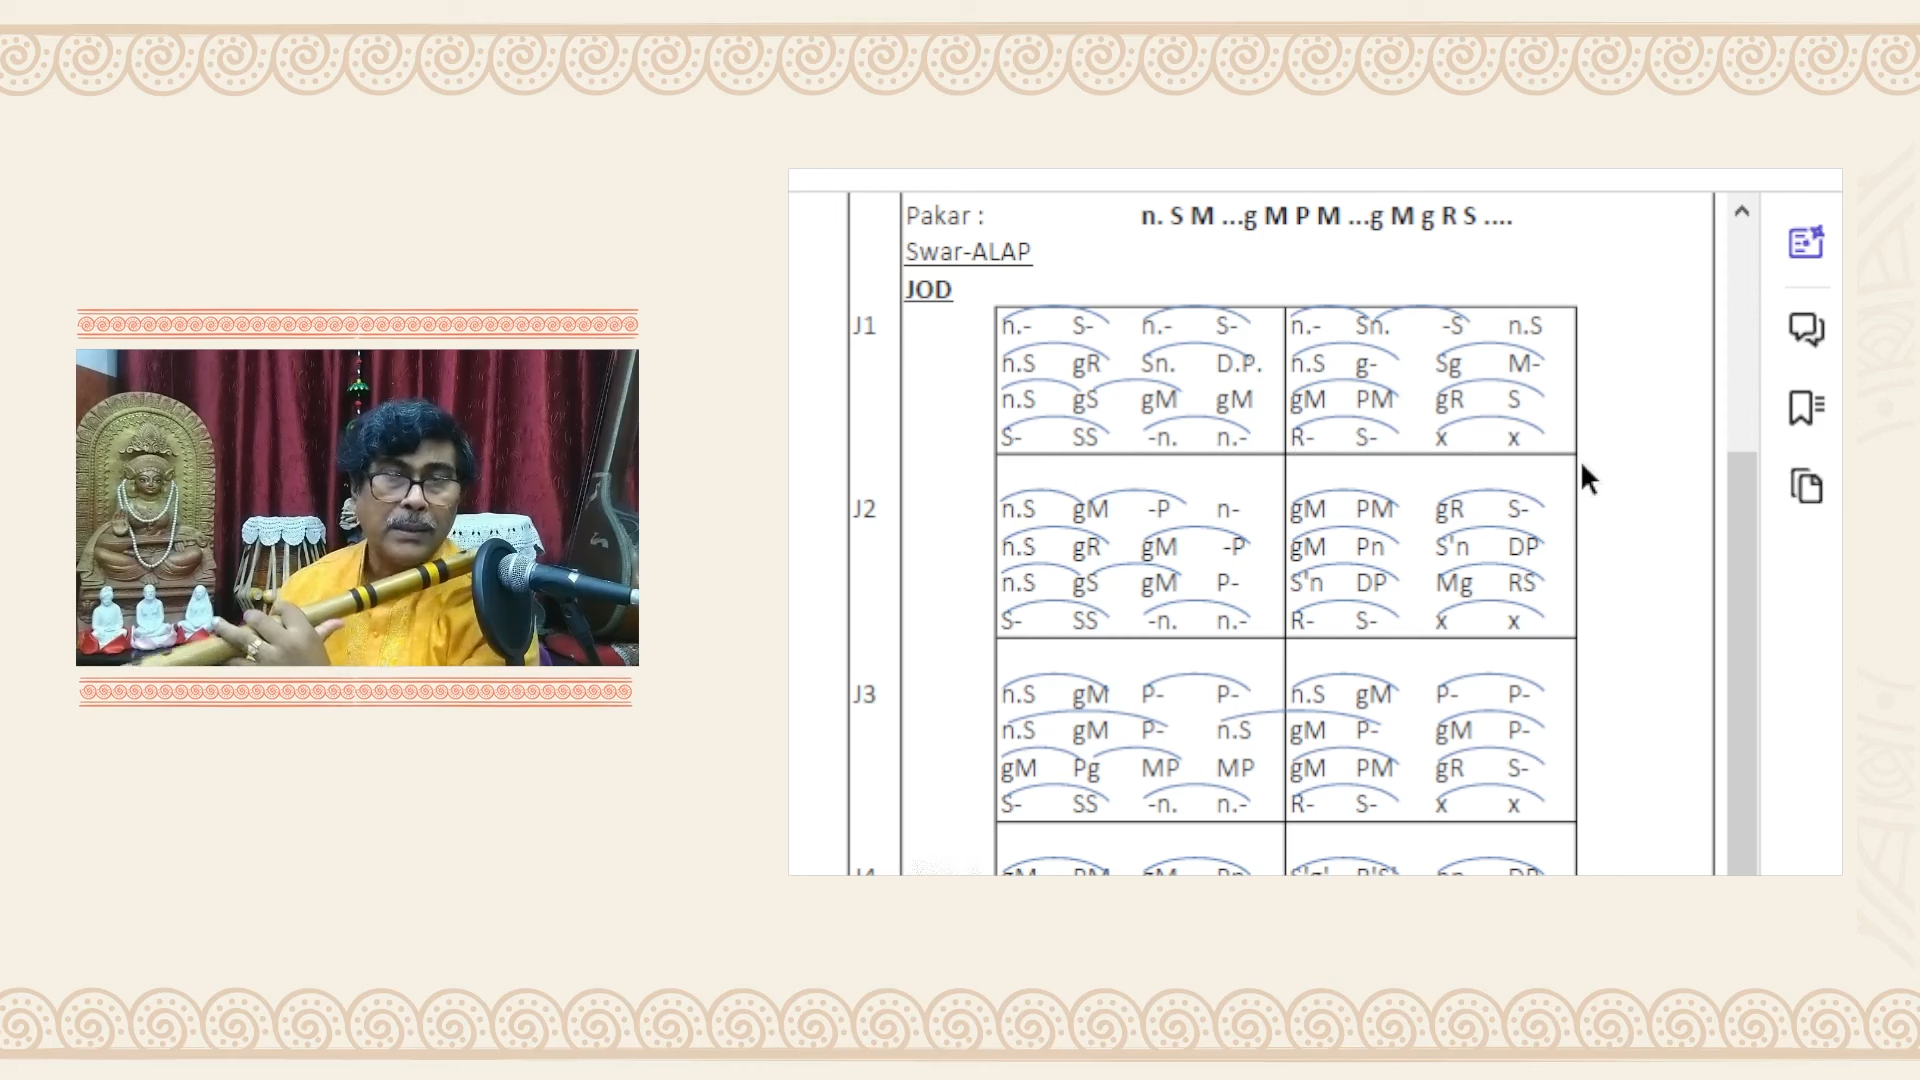 Pakar : n. S M ...g M P M ...g M g R S ....
Swar-ALAP
JOD
J1 n.- S- n.- S- n.- Sn. -S n.S
n.S gR Sn. D.P. n.S g- Sg M-
n.S gS gM gM gM PM gR S
S- SS -n. n.- R- S- x x
J2 n.S gM -P n- gM PM gR S-
n.S gR gM -P gM Pn S'n DP
n.S gS gM P- S'n DP Mg RS
S- SS -n. n.- R- S- x x
J3 n.S gM P- P- n.S gM P- P-
n.S gM P- n.S gM P- gM P-
gM Pg MP MP gM PM gR S-
S- SS -n. n.- R- S- x x